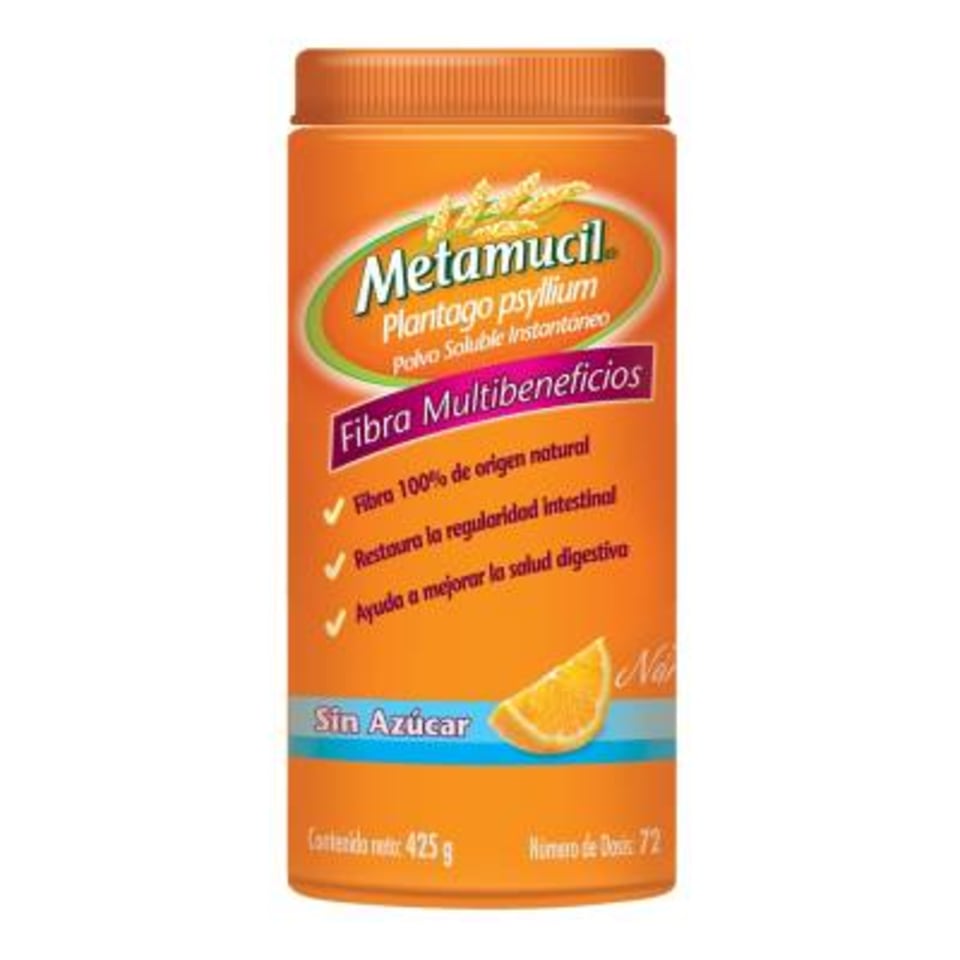 Metamucil®
Plantago psyllium
Polvo Soluble Instantáneo
Fibra Multibeneficios
Fibra 100% de origen natural
Restaura la regularidad intestinal
Ayuda a mejorar la salud digestiva
Sin Azúcar
Contenido neto: 425 g
Número de Dosis: 72